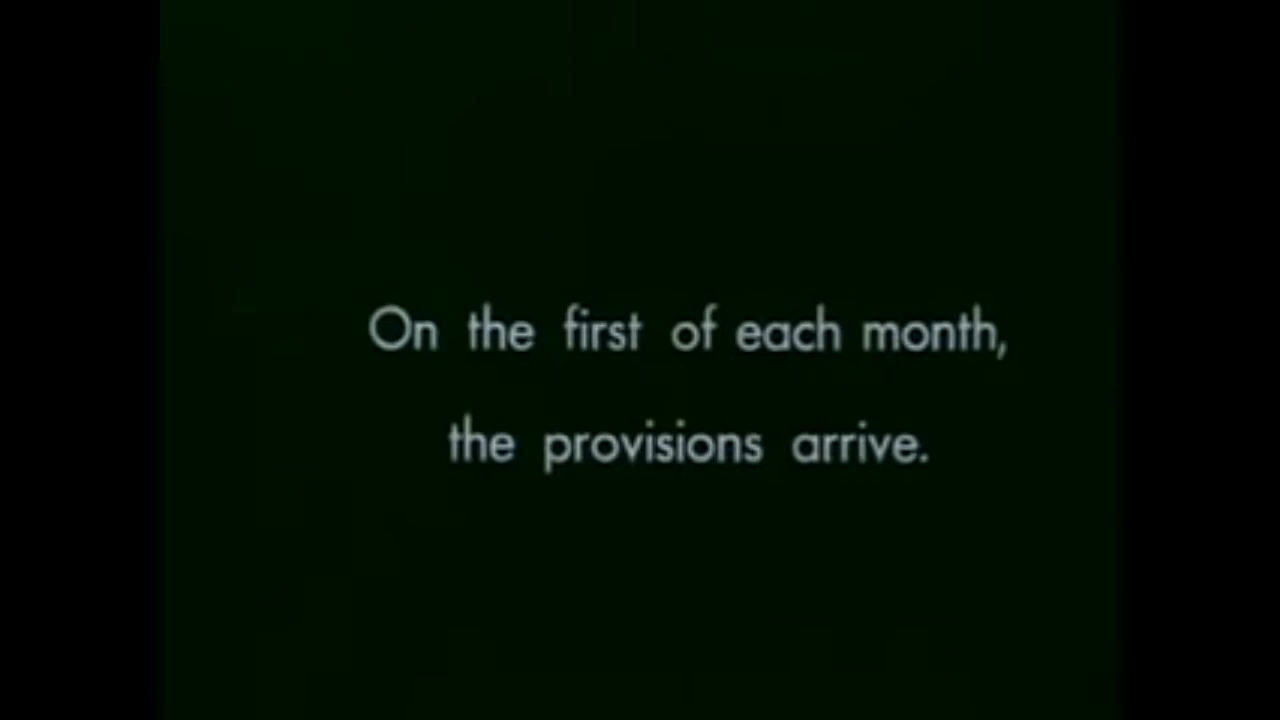 On the first of each month,
the provisions arrive.